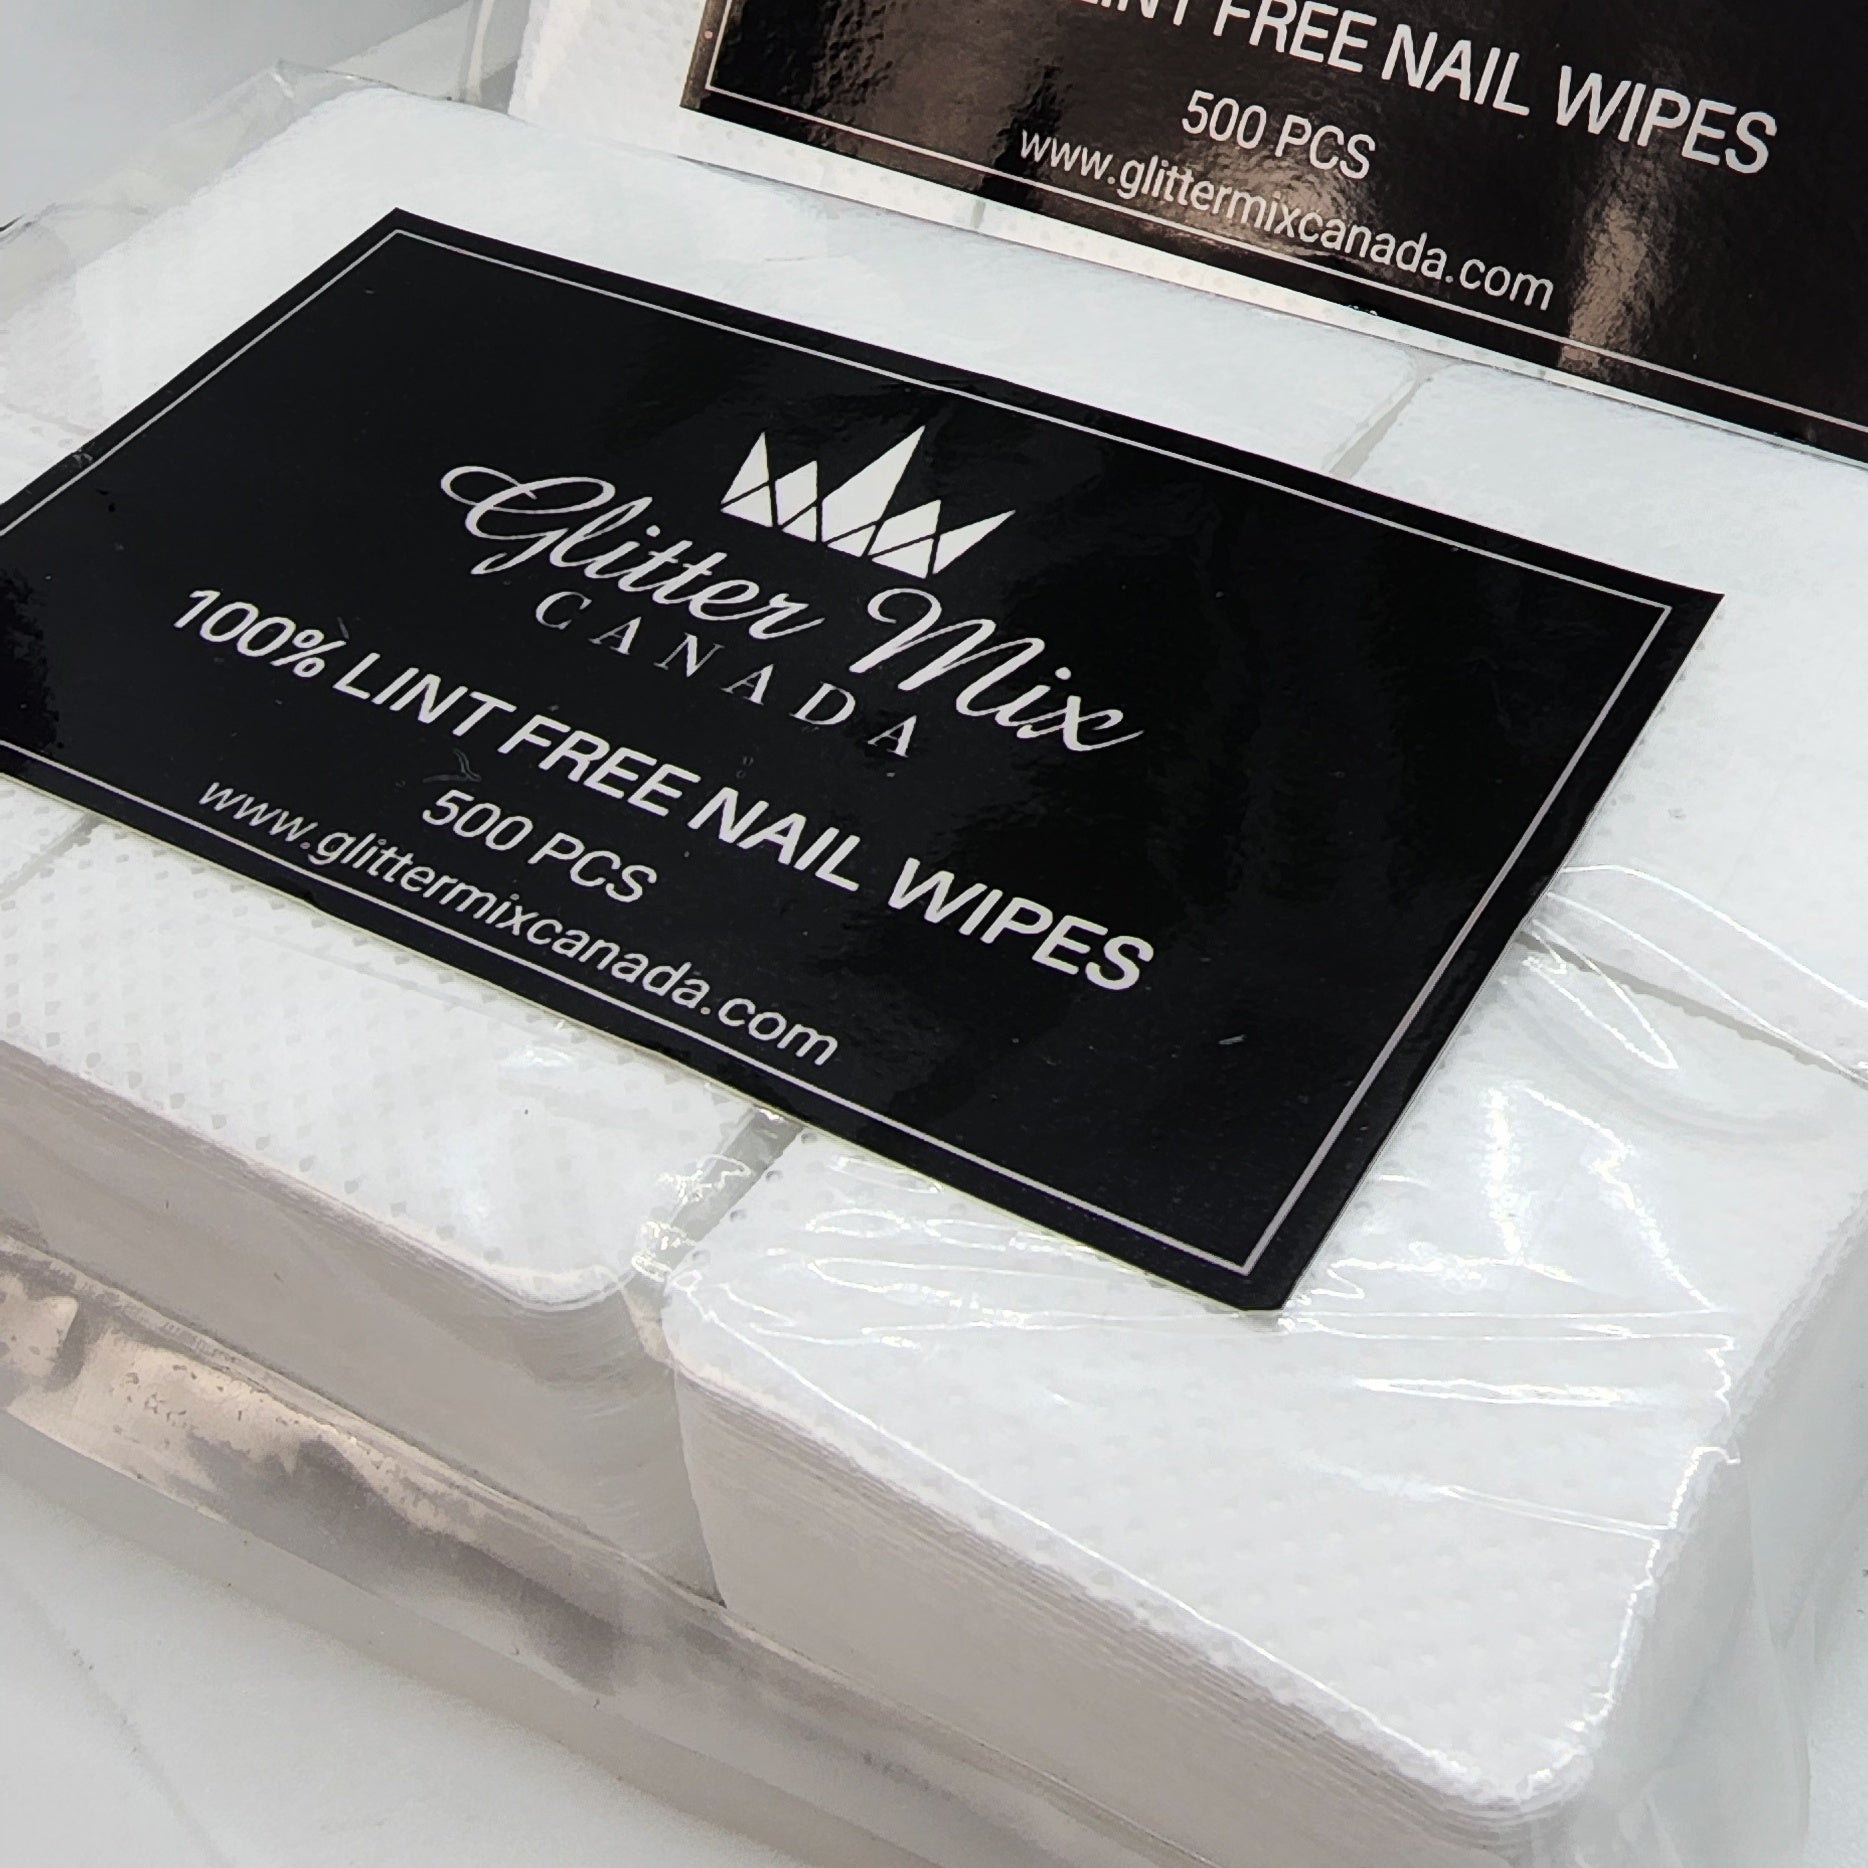 LINT FREE NAIL WIPES
500 PCS
www.glittermixcanada.com
Glitter Mix
CANADA
100% LINT FREE NAIL WIPES
500 PCS
www.glittermixcanada.com